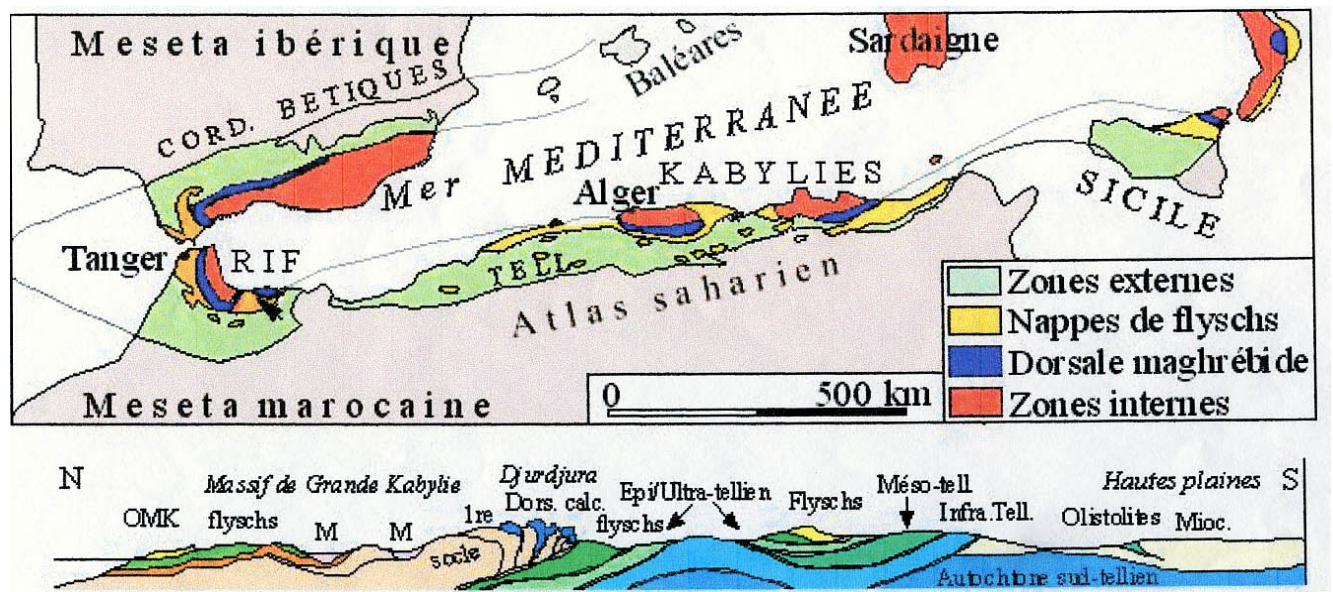 Meseta ibérique
CORD. BETIQUES
Baléares
Sardaigne
Mer MEDITERRANEE
Alger
KABYLIES
SICILE
Tanger
RIF
TELL
Atlas saharien
Meseta marocaine
0 500 km
Zones externes
Nappes de flyschs
Dorsale maghrébide
Zones internes
N
S
OMK
Massif de Grande Kabylie
flyschs
M
M
1re
Djurdjura
Dors. calc.
flyschs
Epi/Ultra-tellien
Flyschs
Méso-tell
Infra.Tell.
Hautes plaines
Olistolites
Mioc.
socle
Autochtone sud-tellien